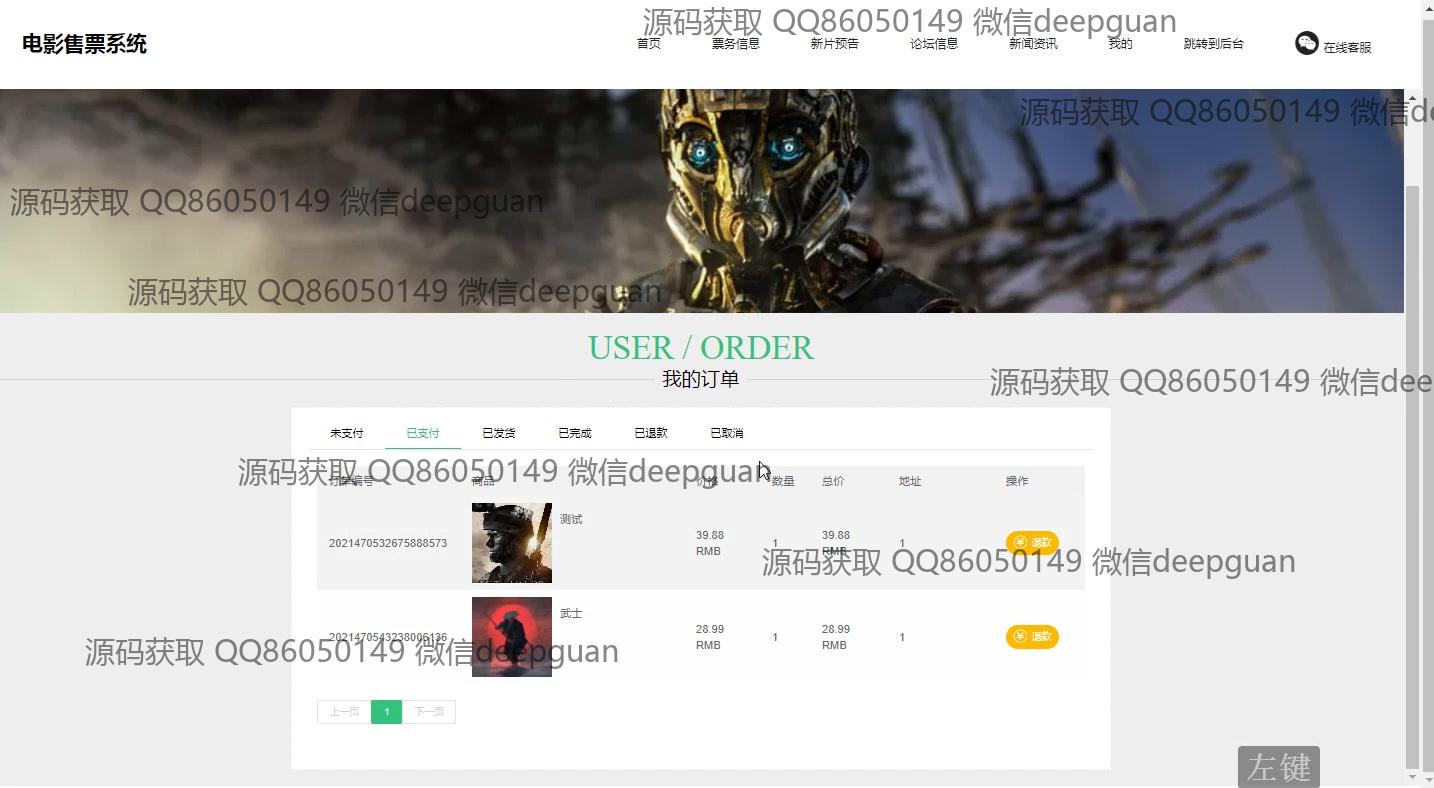 源码获取 QQ86050149 微信deepguan
电影售票系统
首页 票务信息 新片预告 论坛信息 新闻资讯 我的 跳转到后台 在线客服
源码获取 QQ86050149 微信de
源码获取 QQ86050149 微信deepguan
源码获取 QQ86050149 微信deepguan
USER / ORDER
我的订单
源码获取 QQ86050149 微信dee
未支付 已支付 已发货 已完成 已退款 已取消
源码获取 QQ86050149 微信deepguan
订单编号 商品 价格 数量 总价 地址 操作
测试
2021470532675888573 39.88 RMB 1 39.88 RMB 1 退款
源码获取 QQ86050149 微信deepguan
武士
2021470543238006136 28.99 RMB 1 28.99 RMB 1 退款
源码获取 QQ86050149 微信deepguan
上一页 1 下一页
左键